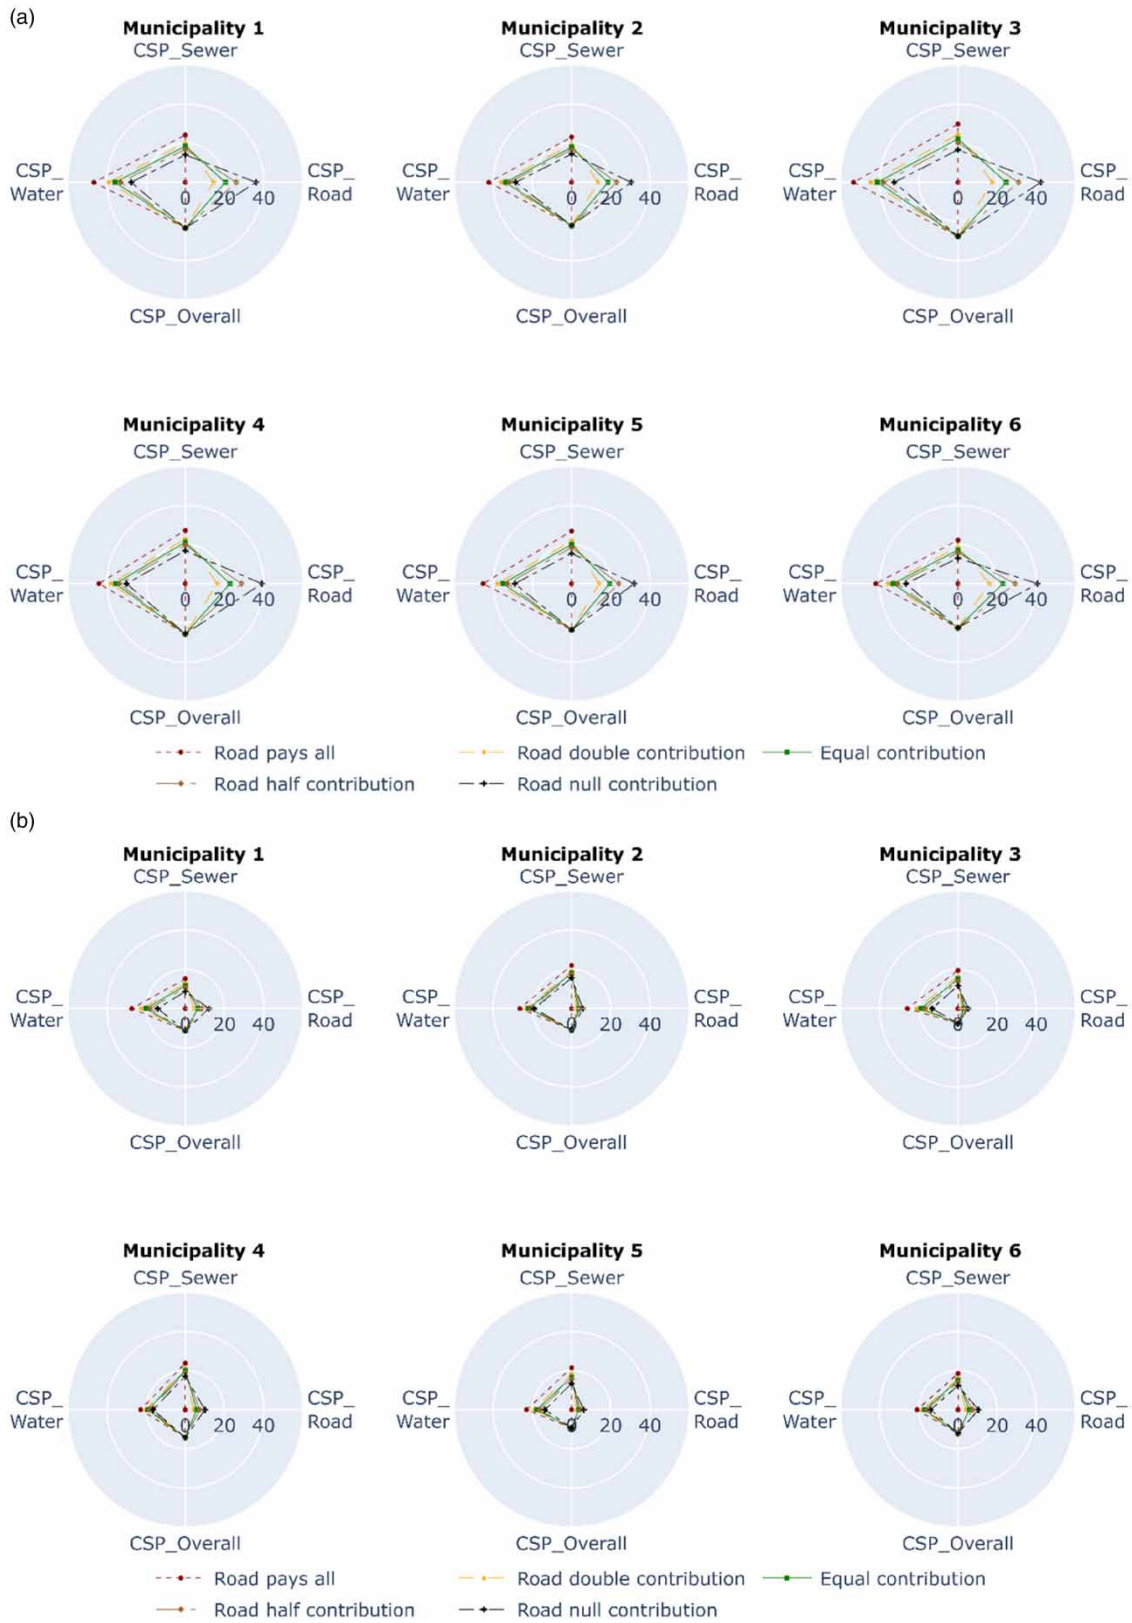 (a)
Municipality 1 Municipality 2 Municipality 3
CSP_Sewer CSP_Sewer CSP_Sewer
CSP_ CSP_ CSP_ CSP_ CSP_ CSP_
Water 0 20 40 Road Water 0 20 40 Road Water 0 20 40 Road
CSP_Overall CSP_Overall CSP_Overall
Municipality 4 Municipality 5 Municipality 6
CSP_Sewer CSP_Sewer CSP_Sewer
CSP_ CSP_ CSP_ CSP_ CSP_ CSP_
Water 0 20 40 Road Water 0 20 40 Road Water 0 20 40 Road
CSP_Overall CSP_Overall CSP_Overall
Road pays all Road double contribution Equal contribution
Road half contribution Road null contribution
(b)
Municipality 1 Municipality 2 Municipality 3
CSP_Sewer CSP_Sewer CSP_Sewer
CSP_ CSP_ CSP_ CSP_ CSP_ CSP_
Water 0 20 40 Road Water 0 20 40 Road Water 0 20 40 Road
CSP_Overall CSP_Overall CSP_Overall
Municipality 4 Municipality 5 Municipality 6
CSP_Sewer CSP_Sewer CSP_Sewer
CSP_ CSP_ CSP_ CSP_ CSP_ CSP_
Water 0 20 40 Road Water 0 20 40 Road Water 0 20 40 Road
CSP_Overall CSP_Overall CSP_Overall
Road pays all Road double contribution Equal contribution
Road half contribution Road null contribution